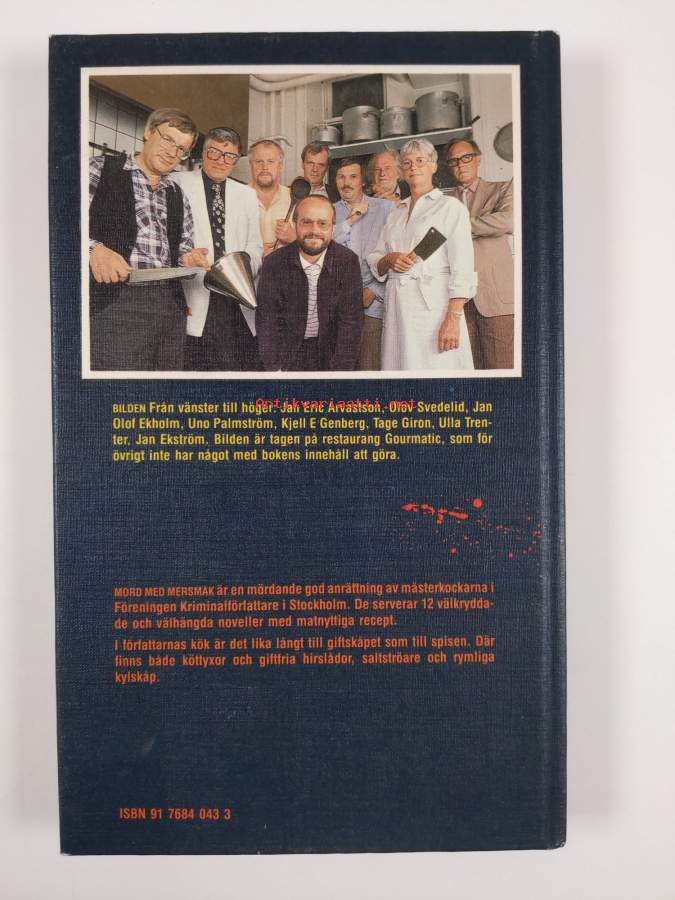 BILDEN Från vänster till höger: Jan Eric Arvastson, Olov Svedelid, Jan
Olof Ekholm, Uno Palmström, Kjell E Genberg, Tage Giron, Ulla Tren-
ter, Jan Ekström. Bilden är tagen på restaurang Gourmatic, som för
övrigt inte har något med bokens innehåll att göra.
Antikvariaatti.net
MORD MED MERSMAK är en mördande god anrättning av mästerkockarna i
Föreningen Kriminalförfattare i Stockholm. De serverar 12 välkrydda-
de och välhängda noveller med matnyttiga recept.
I författarnas kök är det lika långt till giftskåpet som till spisen. Där
finns både köttyxor och giftfria hirslådor, saltströare och rymliga
kylskåp.
ISBN 91 7684 043 3